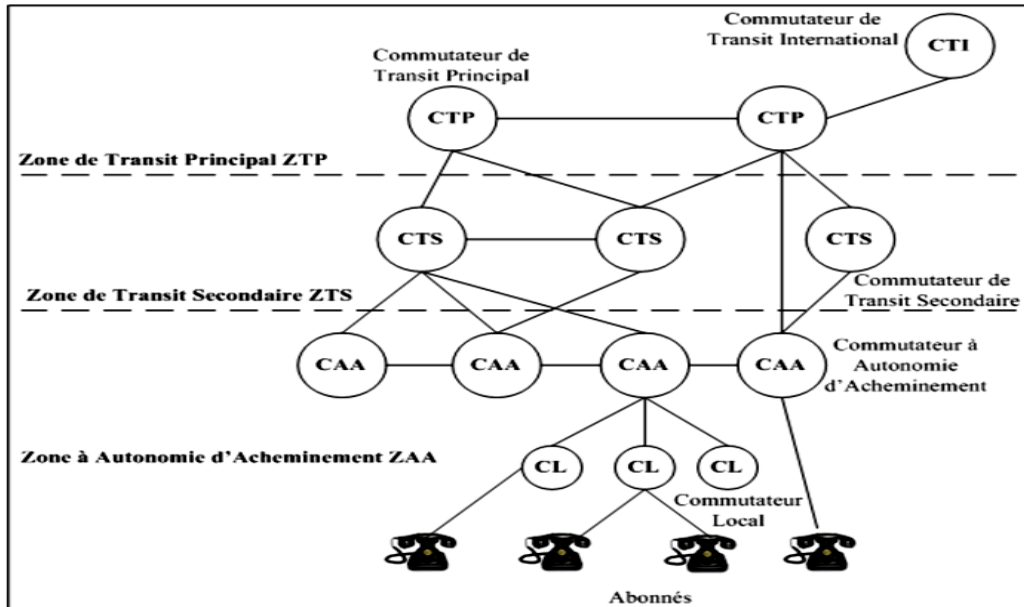 Commutateur de
Transit International
CTI
Commutateur de
Transit Principal
CTP
CTP
Zone de Transit Principal ZTP
CTS
CTS
CTS
Commutateur de
Transit Secondaire
Zone de Transit Secondaire ZTS
CAA
CAA
CAA
CAA
Commutateur à
Autonomie
d'Acheminement
Zone à Autonomie d'Acheminement ZAA
CL
CL
CL
Commutateur
Local
Abonnés